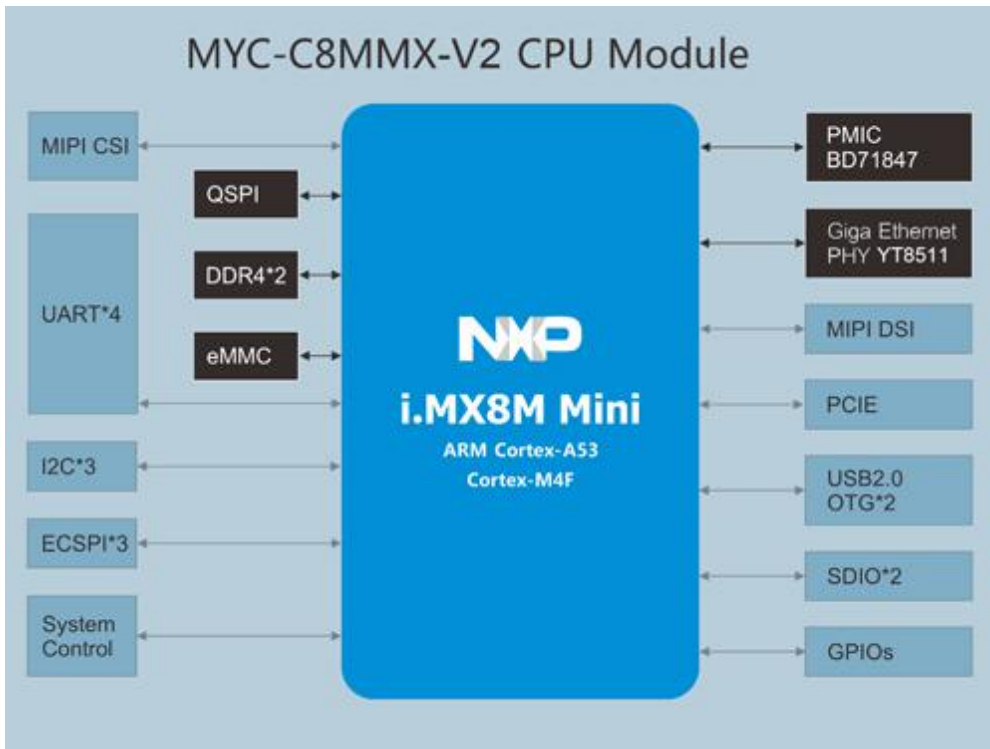 MYC-C8MMX-V2 CPU Module
MIPI CSI
QSPI
UART*4
DDR4*2
eMMC
I2C*3
ECSPI*3
System
Control
NXP
i.MX8M Mini
ARM Cortex-A53
Cortex-M4F
PMIC
BD71847
Giga Ethernet
PHY YT8511
MIPI DSI
PCIE
USB2.0
OTG*2
SDIO*2
GPIOs